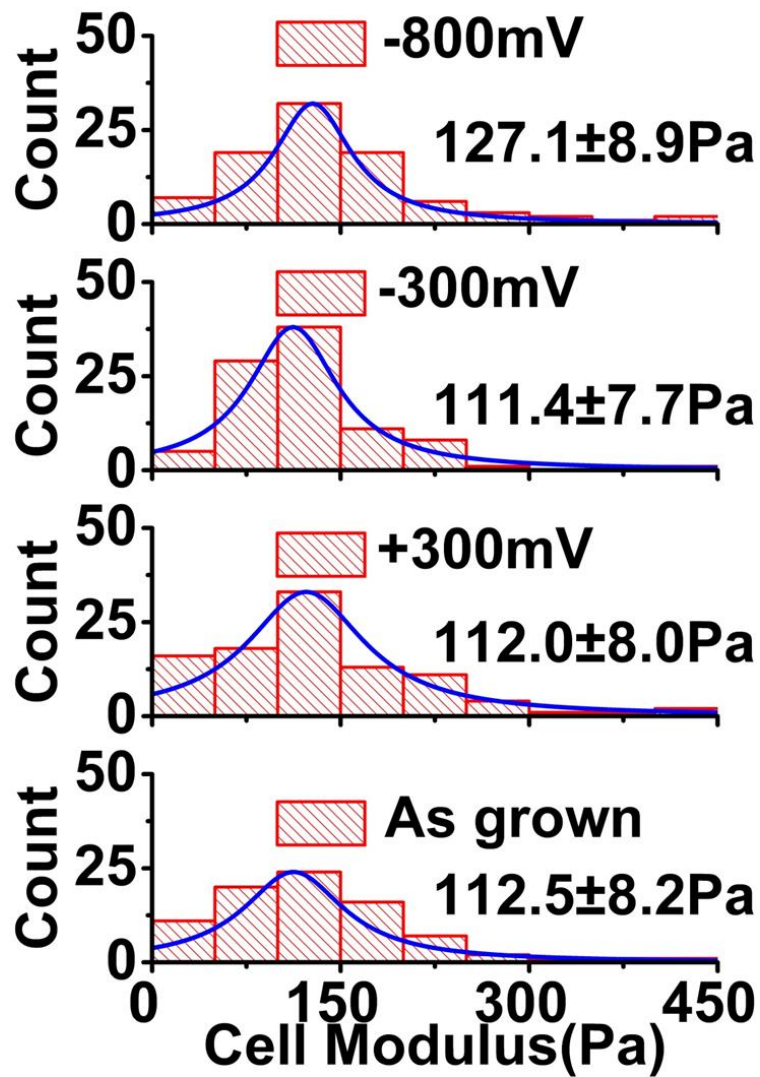 50
-800mV
Count
25
127.1±8.9Pa
0
50
-300mV
Count
25
111.4±7.7Pa
0
50
+300mV
Count
25
112.0±8.0Pa
0
50
As grown
Count
25
112.5±8.2Pa
0
0 150 300 450
Cell Modulus(Pa)